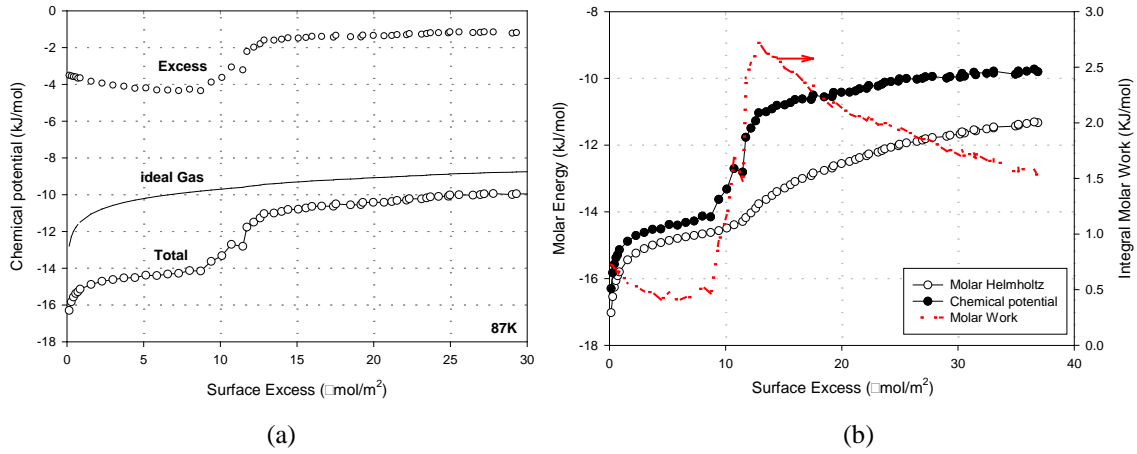 0
-2
-4
-6
-8
-10
-12
-14
-16
-18
Chemical potential (kJ/mol)
Excess
ideal Gas
Total
87K
0 5 10 15 20 25 30
Surface Excess (□mol/m²)
(a)
-8
-10
-12
-14
-16
-18
Molar Energy (kJ/mol)
3.0
2.5
2.0
1.5
1.0
0.5
0.0
Integral Molar Work (KJ/mol)
Molar Helmholtz
Chemical potential
Molar Work
0 10 20 30 40
Surface Excess (□mol/m²)
(b)